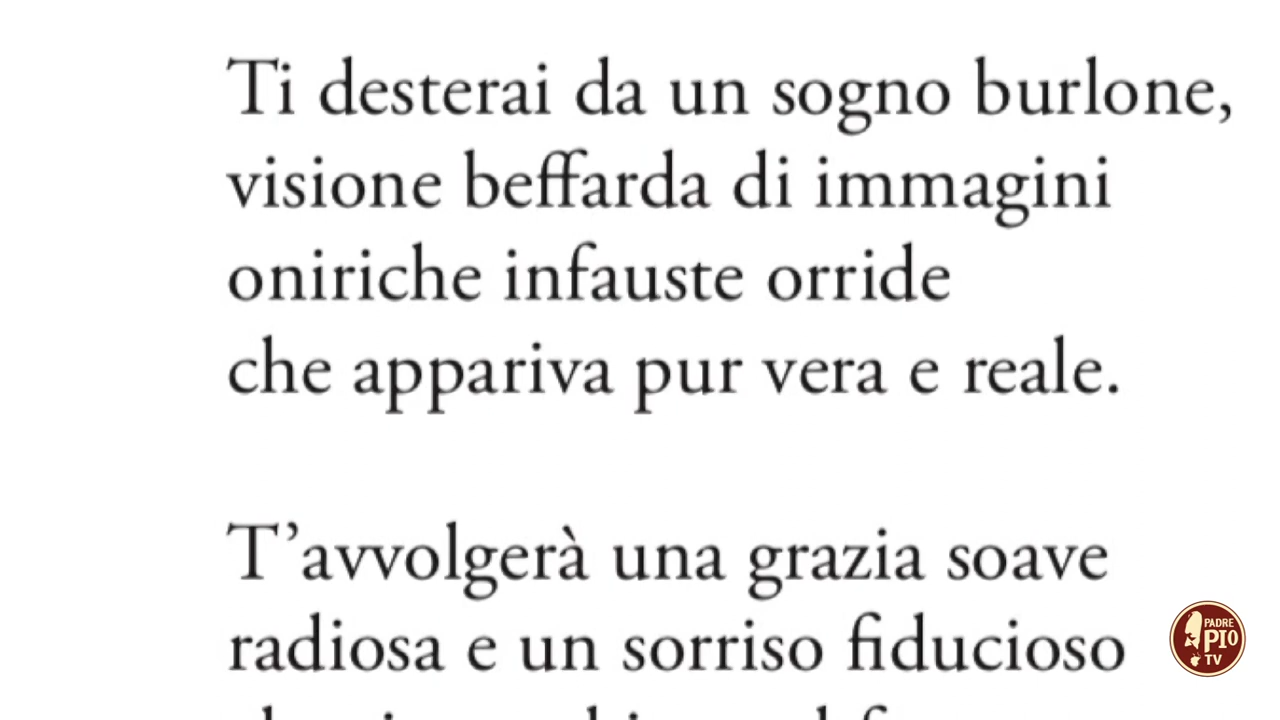 Ti desterai da un sogno burlone,
visione beffarda di immagini
oniriche infauste orride
che appariva pur vera e reale.
T’avvolgerà una grazia soave
radiosa e un sorriso fiducioso
PADRE
PIO
TV